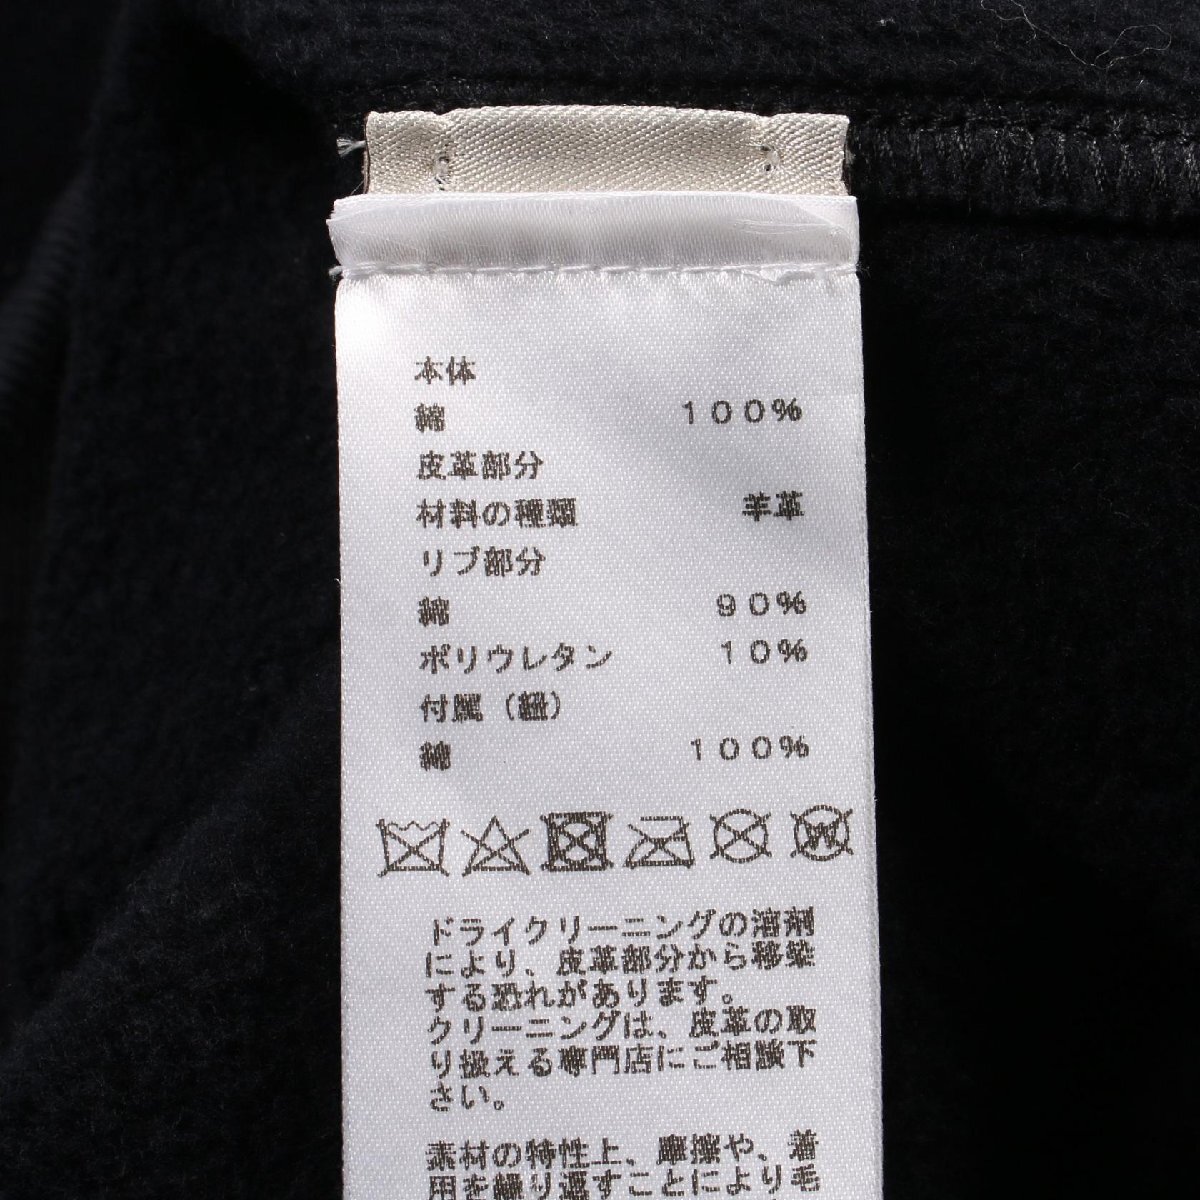 本体
綿 100%
皮革部分
材料の種類 羊革
リブ部分
綿 90%
ポリウレタン 10%
付属(紐)
綿 100%
W
ドライクリーニングの溶剤
により、皮革部分から移染
する恐れがあります。
クリーニングは、皮革の取
り扱える専門店にご相談下
さい。
素材の特性上、摩擦や、着
用を繰り返すことにより毛